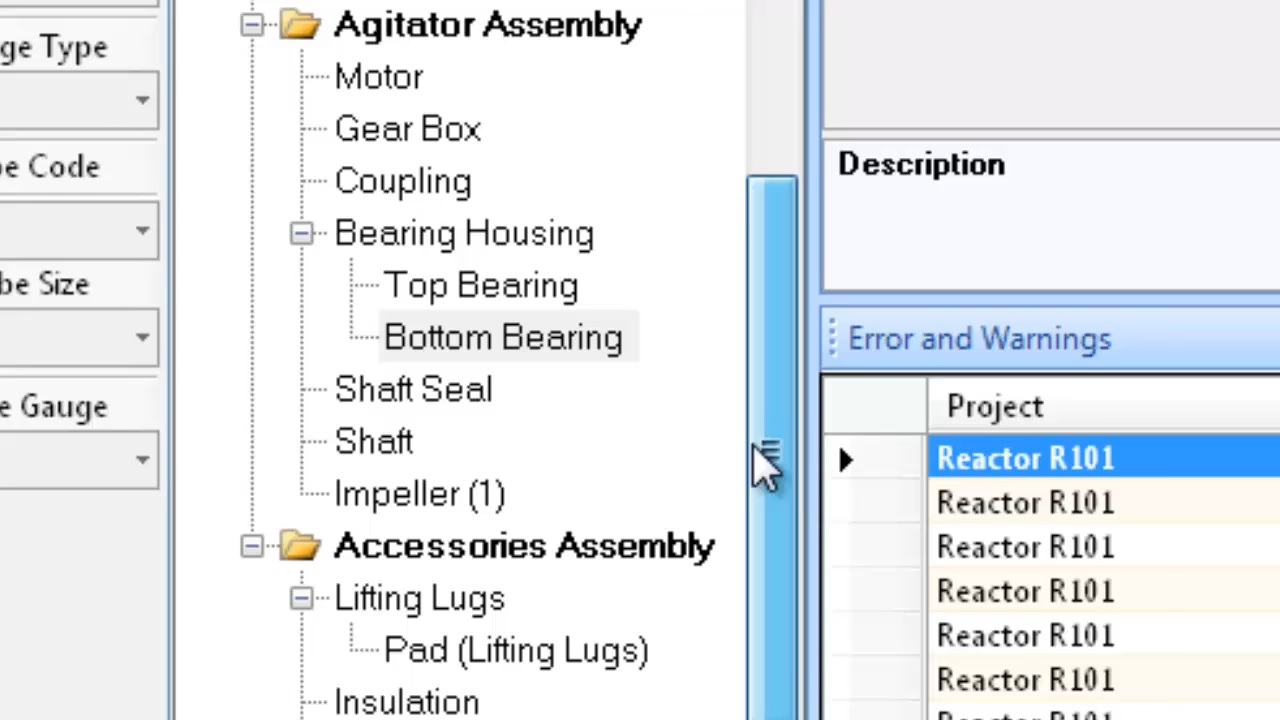 ge Type
be Code
be Size
e Gauge
Agitator Assembly
Motor
Gear Box
Coupling
Bearing Housing
Top Bearing
Bottom Bearing
Shaft Seal
Shaft
Impeller (1)
Accessories Assembly
Lifting Lugs
Pad (Lifting Lugs)
Insulation
Description
Error and Warnings
Project
Reactor R101
Reactor R101
Reactor R101
Reactor R101
Reactor R101
Reactor R101